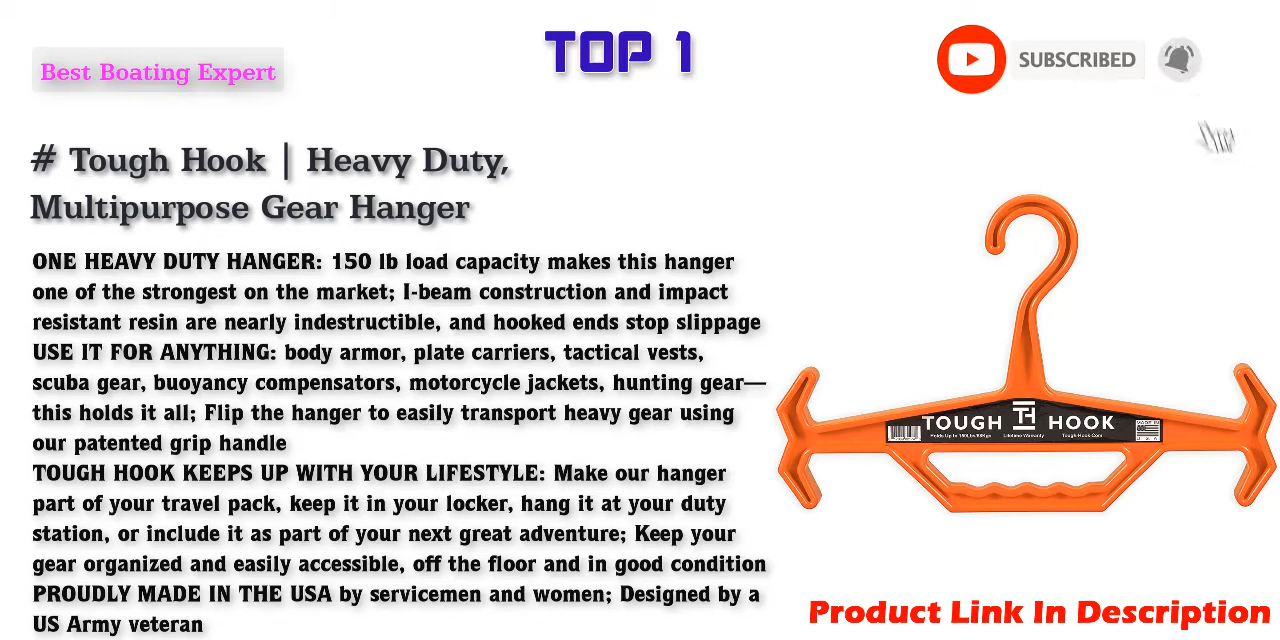 TOP 1
Best Boating Expert
SUBSCRIBED
# Tough Hook | Heavy Duty,
Multipurpose Gear Hanger
ONE HEAVY DUTY HANGER: 150 lb load capacity makes this hanger
one of the strongest on the market; I-beam construction and impact
resistant resin are nearly indestructible, and hooked ends stop slippage
USE IT FOR ANYTHING: body armor, plate carriers, tactical vests,
scuba gear, buoyancy compensators, motorcycle jackets, hunting gear—
this holds it all; Flip the hanger to easily transport heavy gear using
our patented grip handle
TOUGH HOOK KEEPS UP WITH YOUR LIFESTYLE: Make our hanger
part of your travel pack, keep it in your locker, hang it at your duty
station, or include it as part of your next great adventure; Keep your
gear organized and easily accessible, off the floor and in good condition
PROUDLY MADE IN THE USA by servicemen and women; Designed by a
US Army veteran
TOUGH HOOK
Lifetime Warranty
MADE IN
U S A
Product Link In Description